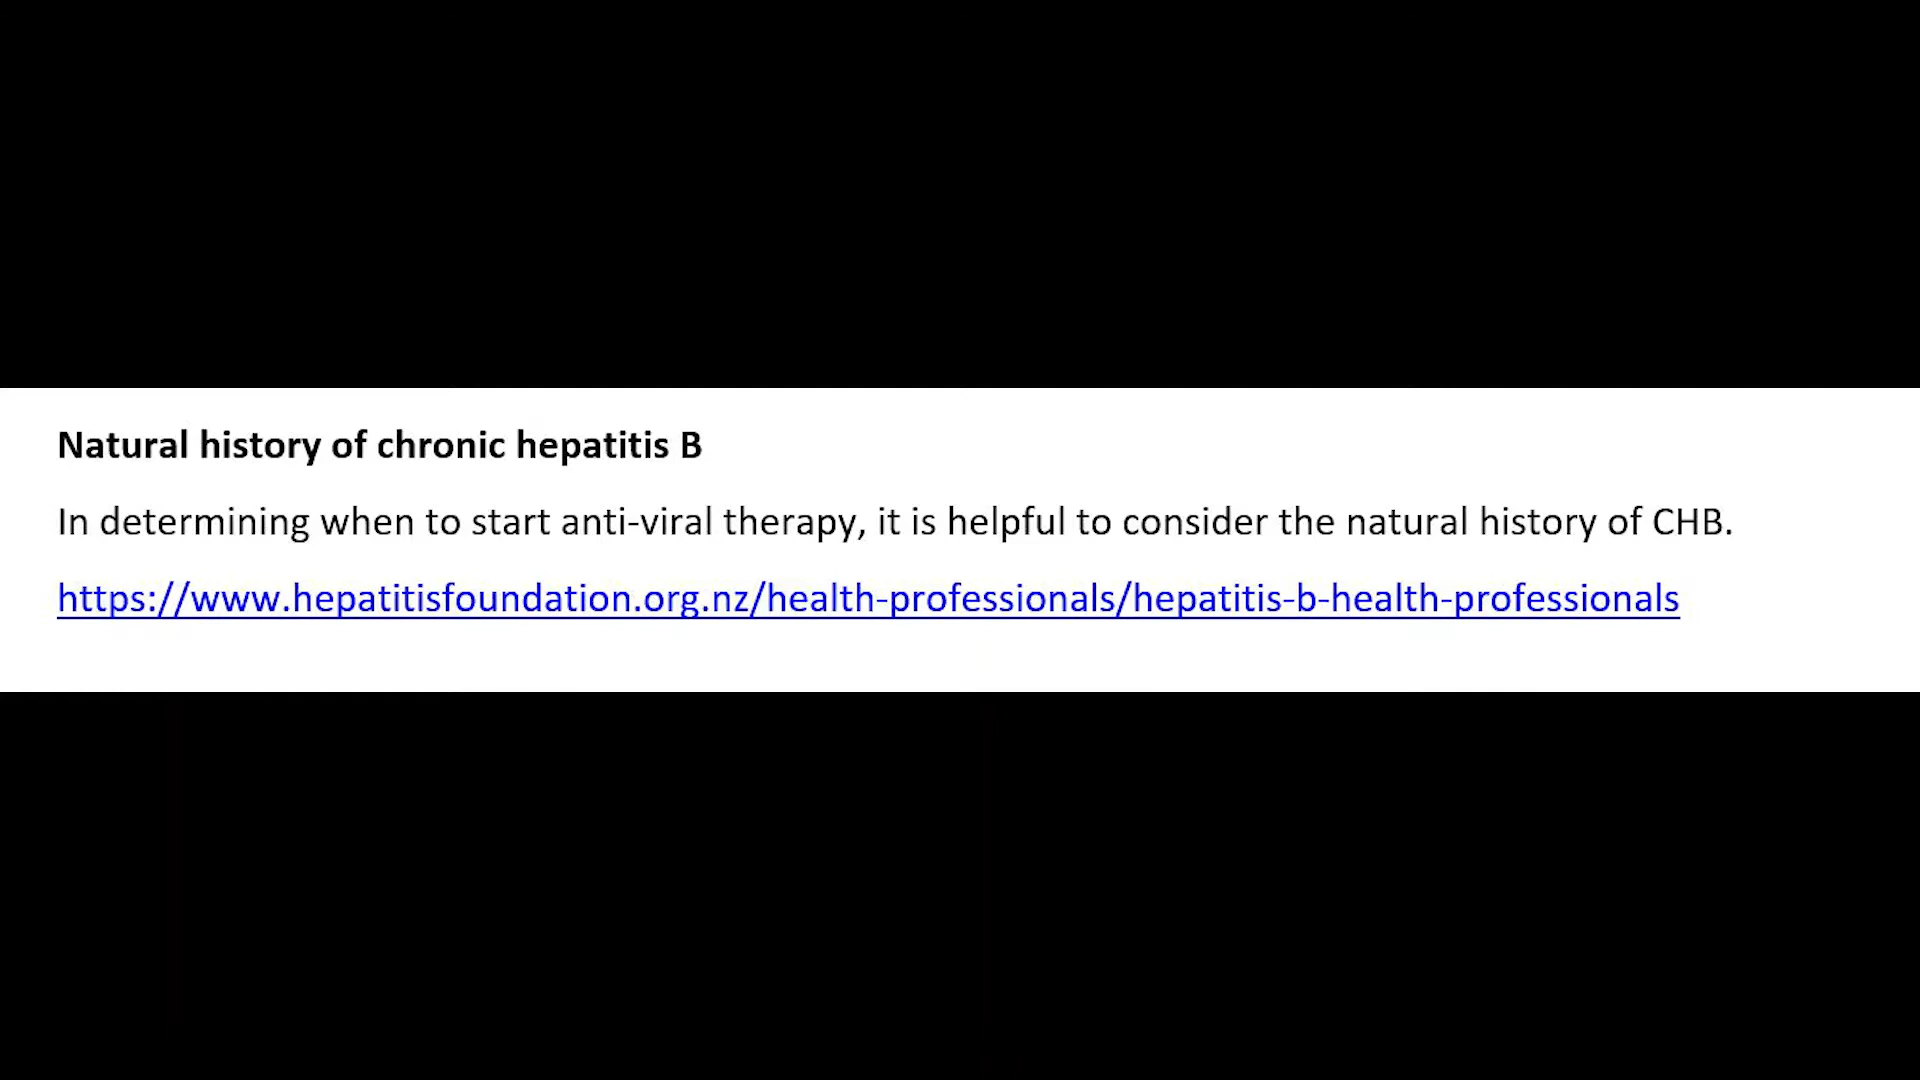 Natural history of chronic hepatitis B
In determining when to start anti-viral therapy, it is helpful to consider the natural history of CHB.
https://www.hepatitisfoundation.org.nz/health-professionals/hepatitis-b-health-professionals